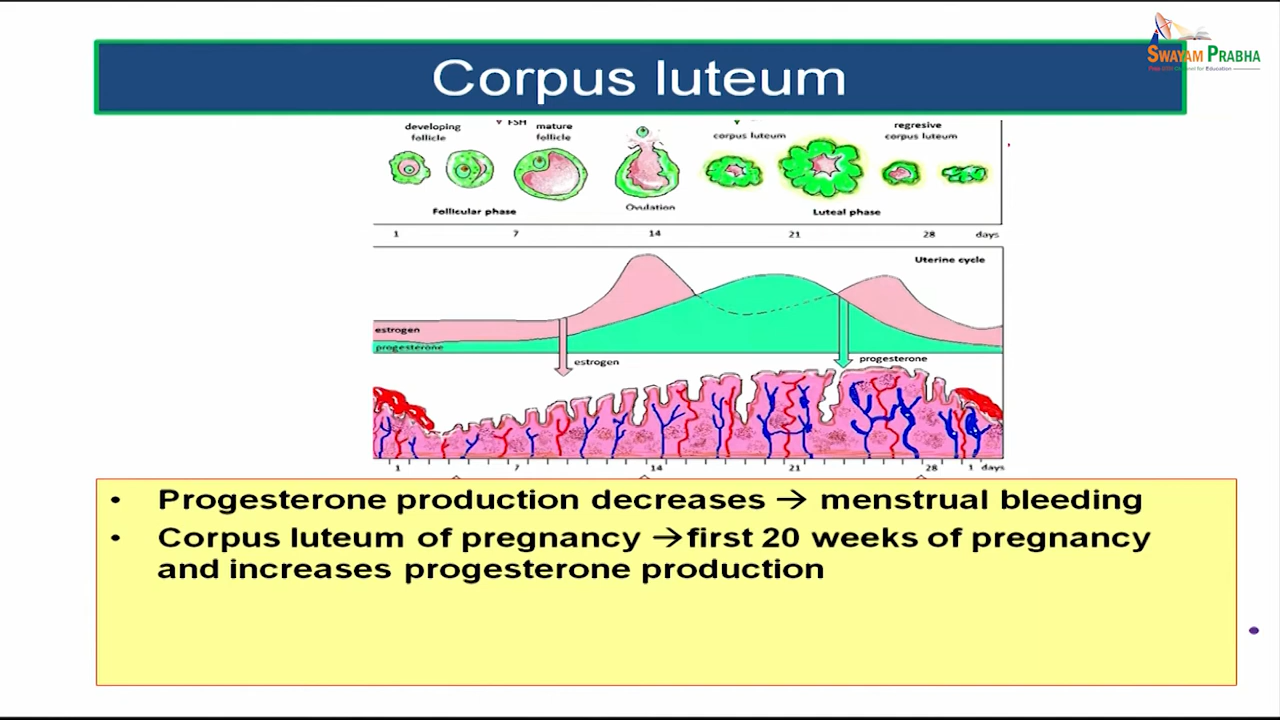 SWAYAM PRABHA
Corpus luteum
developing
follicle
FSH
mature
follicle
corpus luteum
regresive
corpus luteum
Follicular phase
Ovulation
Luteal phase
1 7 14 21 28 days
Uterine cycle
estrogen
progesterone
estrogen
progesterone
1 7 14 21 28 1 days
• Progesterone production decreases → menstrual bleeding
• Corpus luteum of pregnancy →first 20 weeks of pregnancy
and increases progesterone production